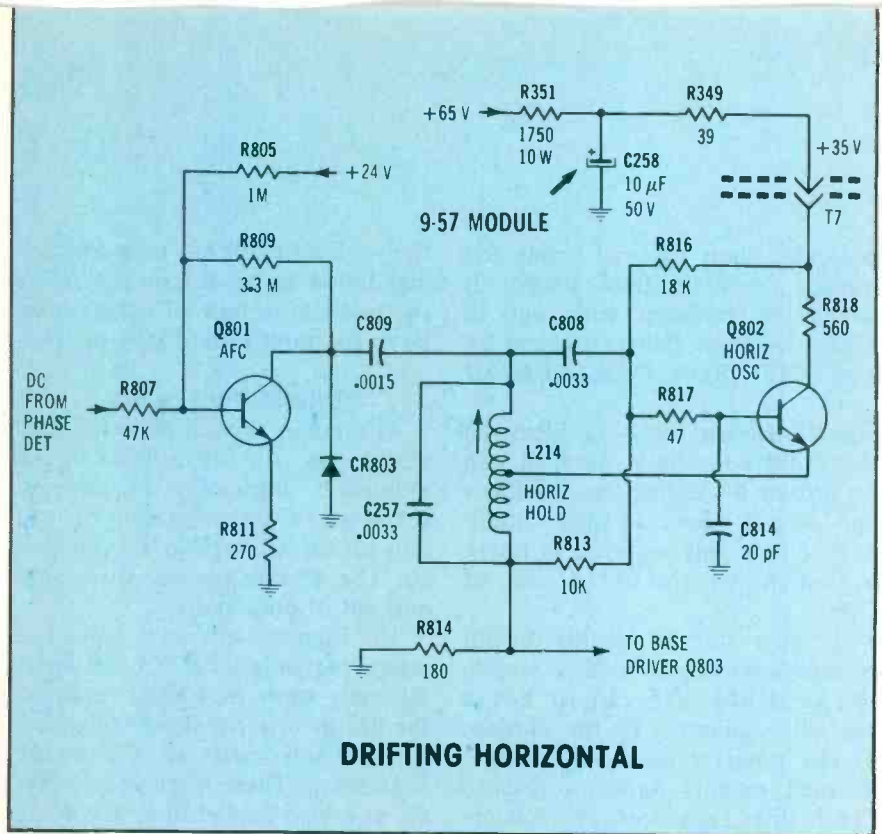 R351
+65 V
1750
10 W
R349
39
+35V
T7
C258
10 µF
50 V
9-57 MODULE
R805
+24 V
1M
R809
3.3 M
Q801
AFC
C809
.0015
C808
.0033
R816
18 K
R818
560
Q802
HORIZ
OSC
R817
47
DC
FROM
PHASE
DET
R807
47K
CR803
R811
270
C257
.0033
L214
HORIZ
HOLD
R813
10K
C814
20 pF
R814
180
TO BASE
DRIVER Q803
DRIFTING HORIZONTAL